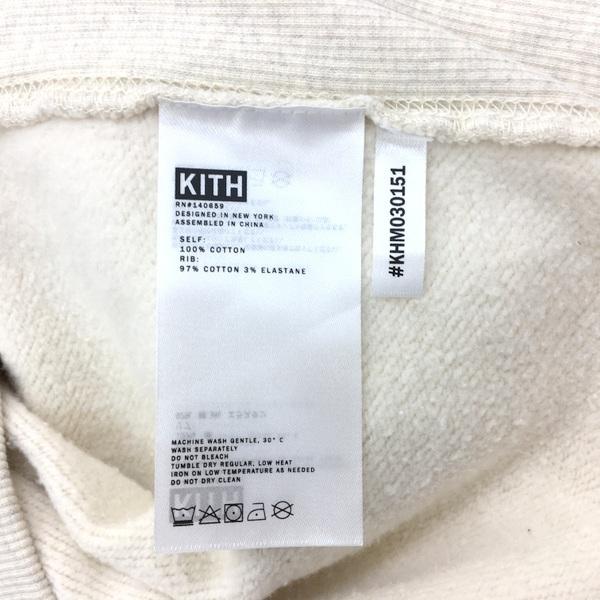 KITH
RN#140659
DESIGNED IN NEW YORK
ASSEMBLED IN CHINA
SELF:
100% COTTON
RIB:
97% COTTON 3% ELASTANE
MACHINE WASH GENTLE, 30° C
WASH SEPARATELY
DO NOT BLEACH
TUMBLE DRY REGULAR, LOW HEAT
IRON ON LOW TEMPERATURE AS NEEDED
DO NOT DRY CLEAN
#KHM030151